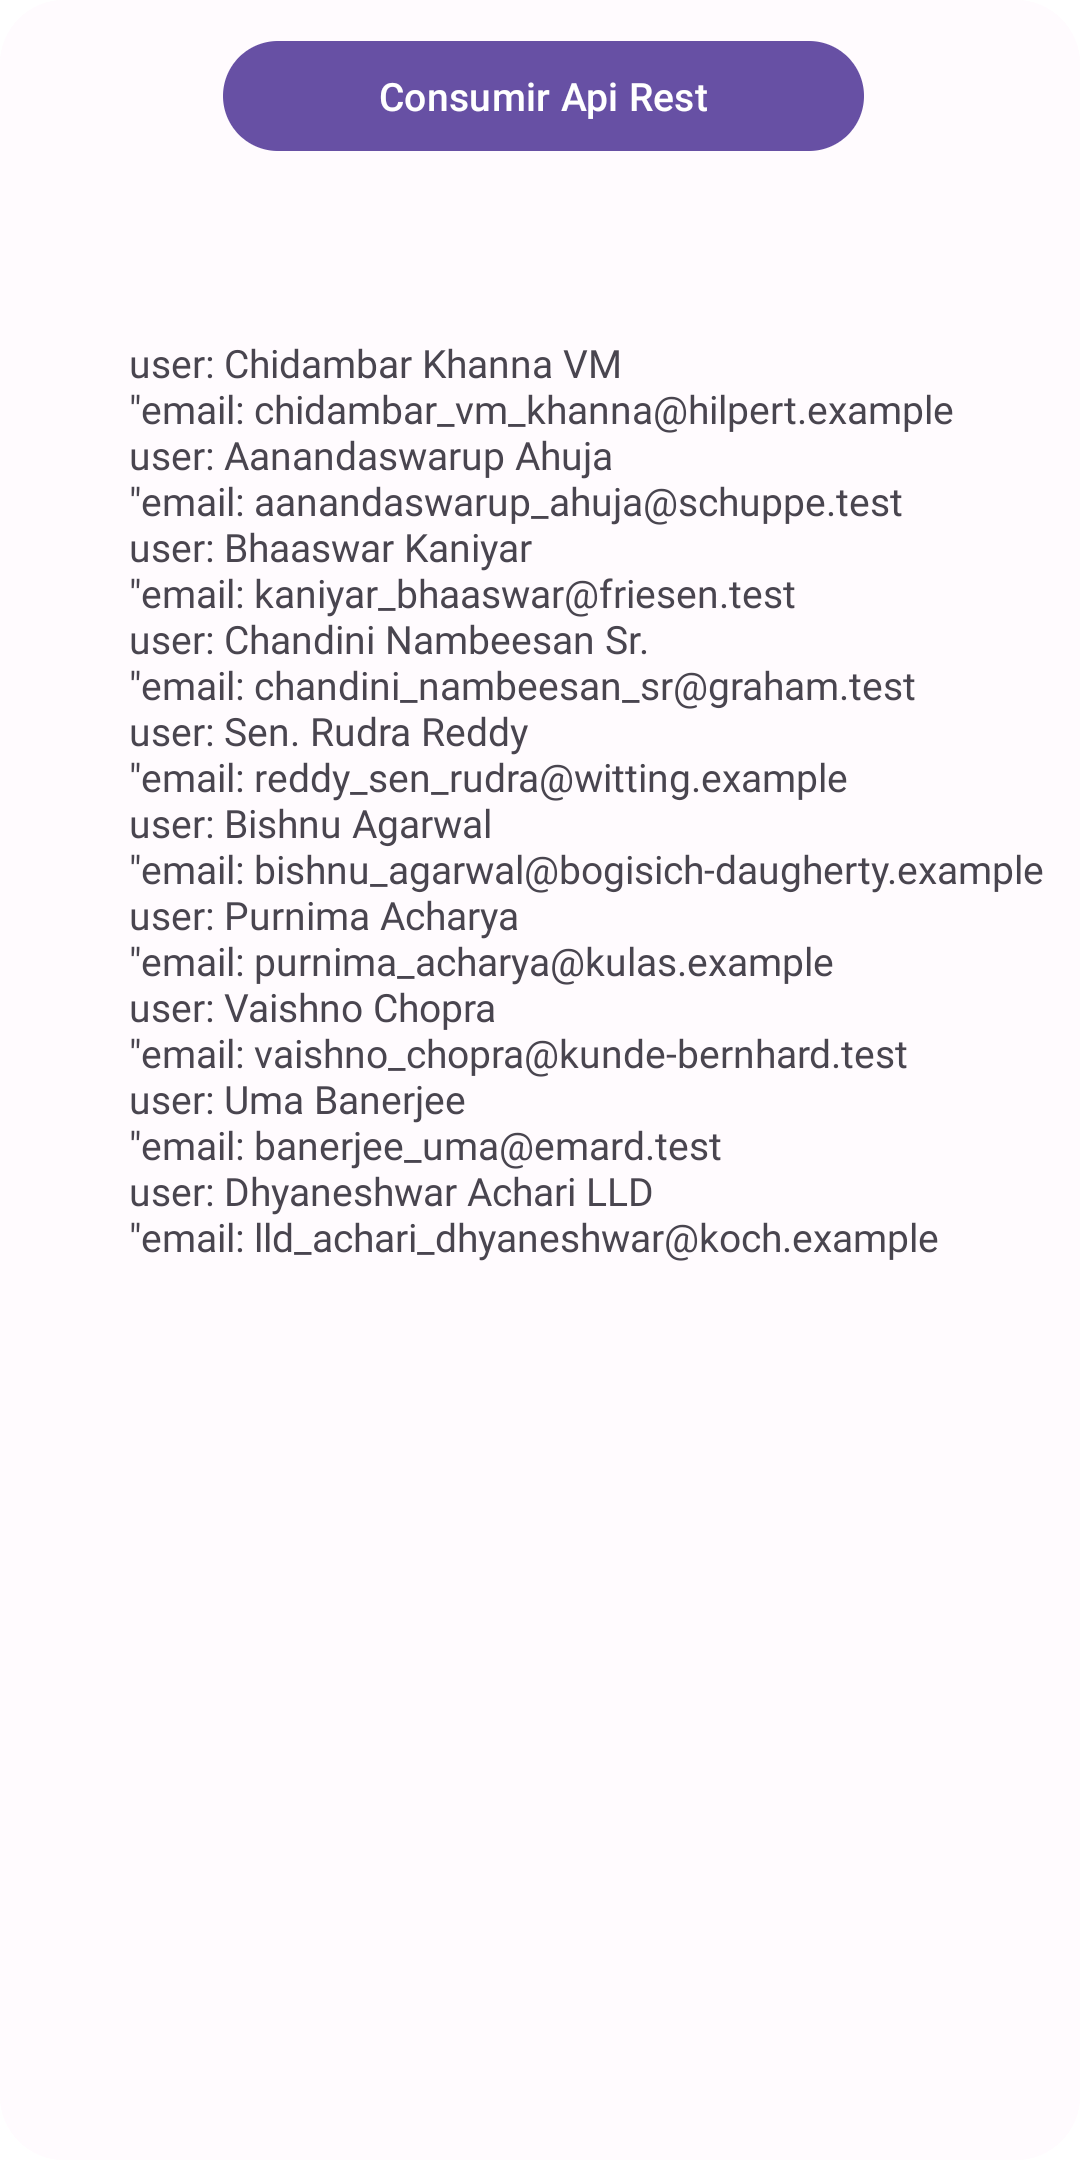 Consumir Api Rest
user: Chidambar Khanna VM
"email: chidambar_vm_khanna@hilpert.example
user: Aanandaswarup Ahuja
"email: aanandaswarup_ahuja@schuppe.test
user: Bhaaswar Kaniyar
"email: kaniyar_bhaaswar@friesen.test
user: Chandini Nambeesan Sr.
"email: chandini_nambeesan_sr@graham.test
user: Sen. Rudra Reddy
"email: reddy_sen_rudra@witting.example
user: Bishnu Agarwal
"email: bishnu_agarwal@bogisich-daugherty.example
user: Purnima Acharya
"email: purnima_acharya@kulas.example
user: Vaishno Chopra
"email: vaishno_chopra@kunde-bernhard.test
user: Uma Banerjee
"email: banerjee_uma@emard.test
user: Dhyaneshwar Achari LLD
"email: lld_achari_dhyaneshwar@koch.example